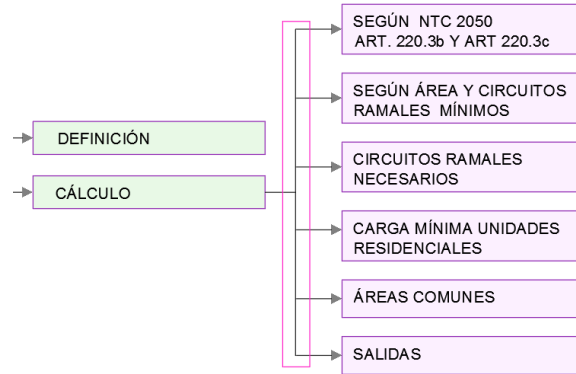 DEFINICIÓN
CÁLCULO
SEGÚN NTC 2050
ART. 220.3b Y ART 220.3c
SEGÚN ÁREA Y CIRCUITOS
RAMALES MÍNIMOS
CIRCUITOS RAMALES
NECESARIOS
CARGA MÍNIMA UNIDADES
RESIDENCIALES
ÁREAS COMUNES
SALIDAS